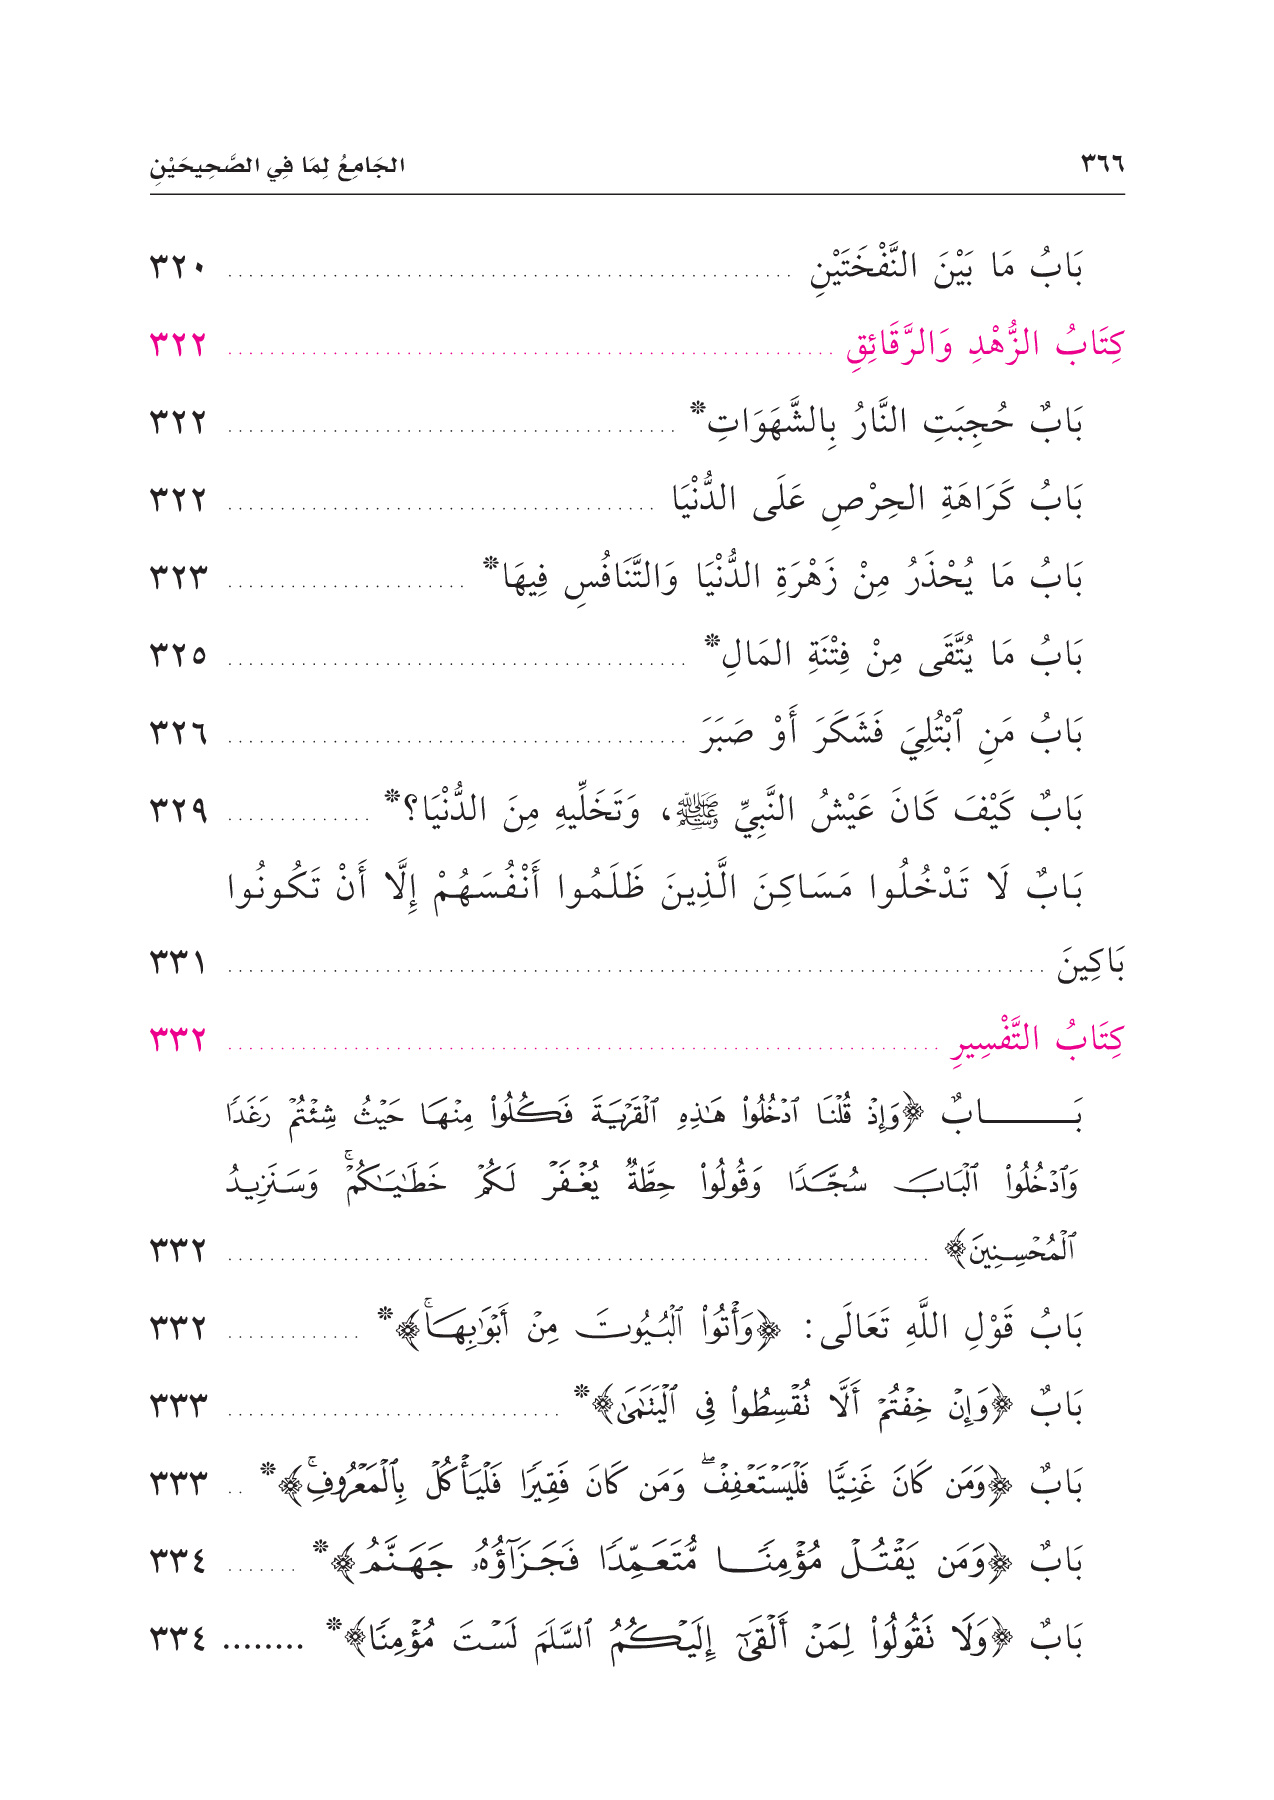 ٣٦٦ الجَامِعُ لِمَا فِي الصَّحِيحَيْنِ
بَابُ مَا بَيْنَ النَّفْخَتَيْنِ ..... ٣٢٠
كِتَابُ الزُّهْدِ وَالرَّقَائِقِ ..... ٣٢٢
بَابٌ حُجِبَتِ النَّارُ بِالشَّهَوَاتِ* ..... ٣٢٢
بَابُ كَرَاهَةِ الحِرْصِ عَلَى الدُّنْيَا ..... ٣٢٢
بَابُ مَا يُحْذَرُ مِنْ زَهْرَةِ الدُّنْيَا وَالتَّنَافُسِ فِيهَا* ..... ٣٢٣
بَابُ مَا يُتَّقَى مِنْ فِتْنَةِ المَالِ* ..... ٣٢٥
بَابُ مَنِ ٱبْتُلِيَ فَشَكَرَ أَوْ صَبَرَ ..... ٣٢٦
بَابٌ كَيْفَ كَانَ عَيْشُ النَّبِيِّ ﷺ، وَتَخَلِّيهِ مِنَ الدُّنْيَا؟* ..... ٣٢٩
بَابٌ لَا تَدْخُلُوا مَسَاكِنَ الَّذِينَ ظَلَمُوا أَنْفُسَهُمْ إِلَّا أَنْ تَكُونُوا
بَاكِينَ ..... ٣٣١
كِتَابُ التَّفْسِيرِ ..... ٣٣٢
بَــــابٌ ﴿وَإِذۡ قُلۡنَا ٱدۡخُلُواْ هَٰذِهِ ٱلۡقَرۡيَةَ فَكُلُواْ مِنۡهَا حَيۡثُ شِئۡتُمۡ رَغَدٗا
وَٱدۡخُلُواْ ٱلۡبَابَ سُجَّدٗا وَقُولُواْ حِطَّةٞ يُغۡفَرۡ لَكُمۡ خَطَٰيَٰكُمۡۚ وَسَنَزِيدُ
ٱلۡمُحۡسِنِينَ﴾ ..... ٣٣٢
بَابُ قَوْلِ اللَّهِ تَعَالَى: ﴿وَأۡتُواْ ٱلۡبُيُوتَ مِنۡ أَبۡوَٰبِهَاۚ﴾* ..... ٣٣٢
بَابٌ ﴿وَإِنۡ خِفۡتُمۡ أَلَّا تُقۡسِطُواْ فِي ٱلۡيَتَٰمَىٰ﴾* ..... ٣٣٣
بَابٌ ﴿وَمَن كَانَ غَنِيّٗا فَلۡيَسۡتَعۡفِفۡۖ وَمَن كَانَ فَقِيرٗا فَلۡيَأۡكُلۡ بِٱلۡمَعۡرُوفِۚ﴾* .. ٣٣٣
بَابٌ ﴿وَمَن يَقۡتُلۡ مُؤۡمِنٗا مُّتَعَمِّدٗا فَجَزَآؤُهُۥ جَهَنَّمُ﴾* ..... ٣٣٤
بَابٌ ﴿وَلَا تَقُولُواْ لِمَنۡ أَلۡقَىٰٓ إِلَيۡكُمُ ٱلسَّلَٰمَ لَسۡتَ مُؤۡمِنٗا﴾* ........ ٣٣٤